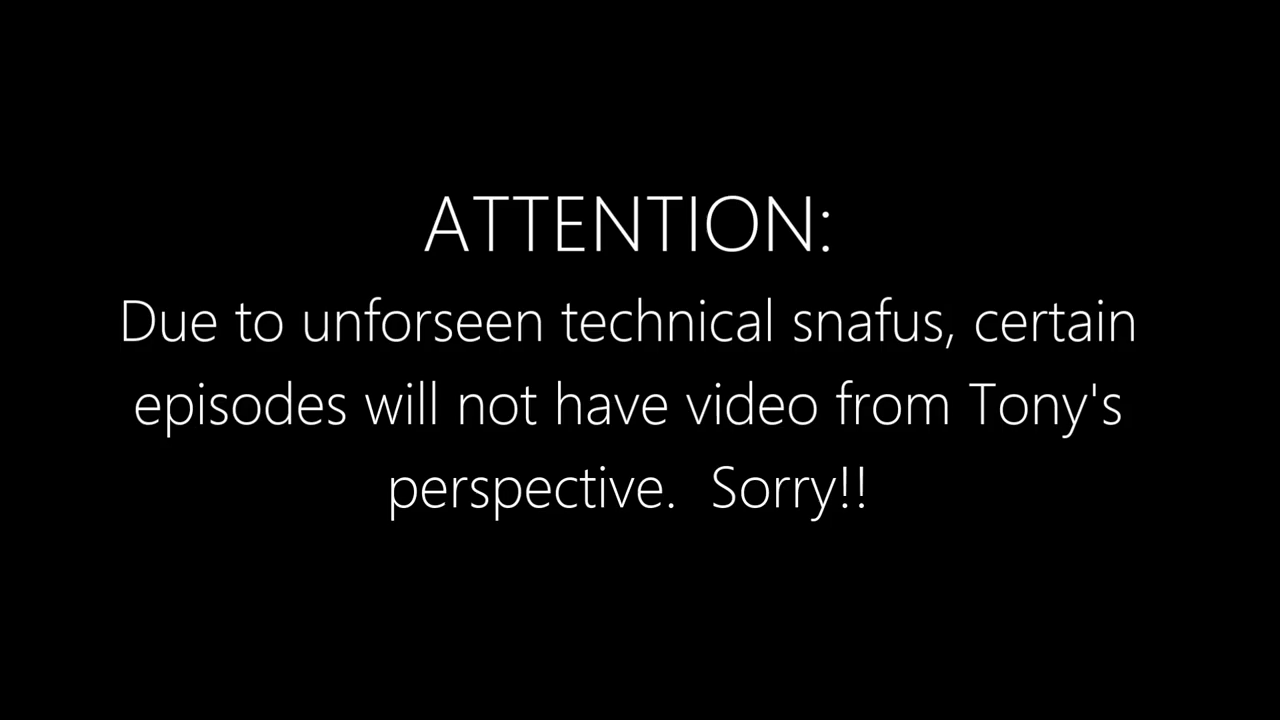 ATTENTION:
Due to unforseen technical snafus, certain
episodes will not have video from Tony's
perspective.  Sorry!!